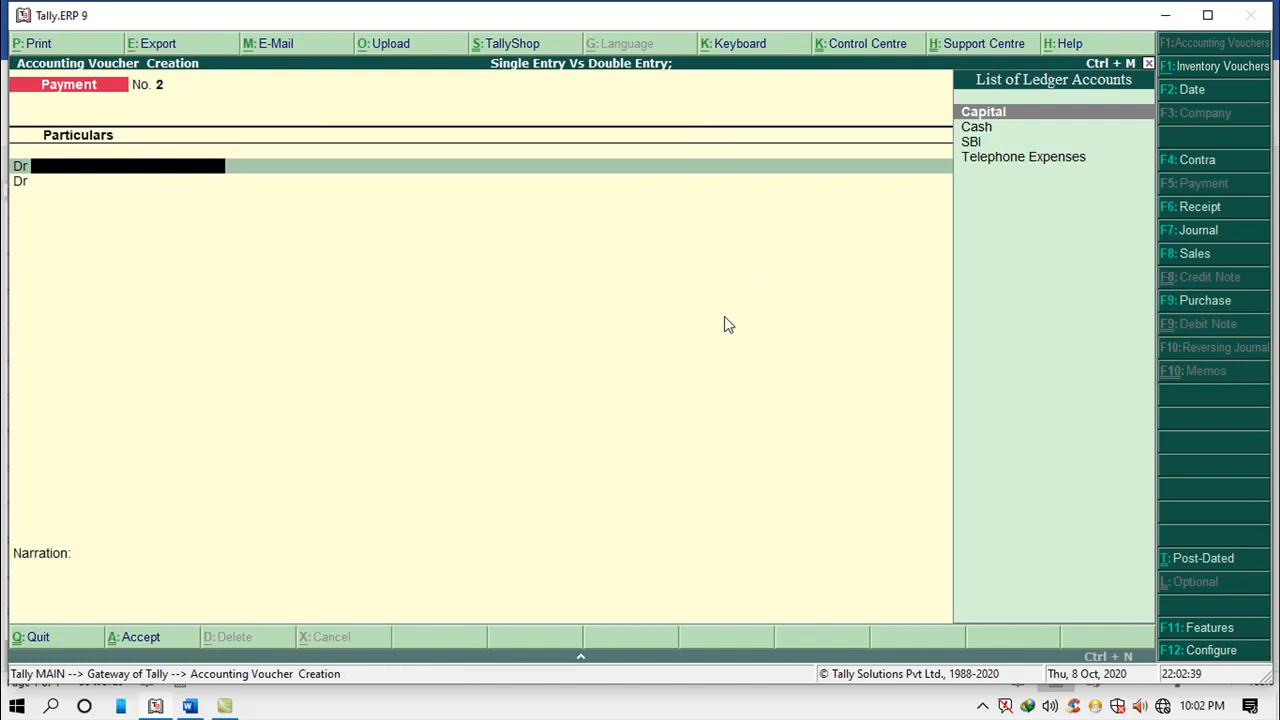 Tally.ERP 9
P: Print E: Export M: E-Mail O: Upload S: TallyShop G: Language K: Keyboard K: Control Centre H: Support Centre H: Help
Accounting Voucher Creation Single Entry Vs Double Entry; Ctrl + M
Payment No. 2
Particulars
Dr
Dr
Narration:
List of Ledger Accounts
Capital
Cash
SBI
Telephone Expenses
F1: Accounting Vouchers
F1: Inventory Vouchers
F2: Date
F3: Company
F4: Contra
F5: Payment
F6: Receipt
F7: Journal
F8: Sales
F8: Credit Note
F9: Purchase
F9: Debit Note
F10: Reversing Journal
F10: Memos
T: Post-Dated
L: Optional
F11: Features
F12: Configure
Q: Quit A: Accept D: Delete X: Cancel
Ctrl + N
Tally MAIN --> Gateway of Tally --> Accounting Voucher Creation © Tally Solutions Pvt Ltd., 1988-2020 Thu, 8 Oct, 2020 22:02:39
10:02 PM